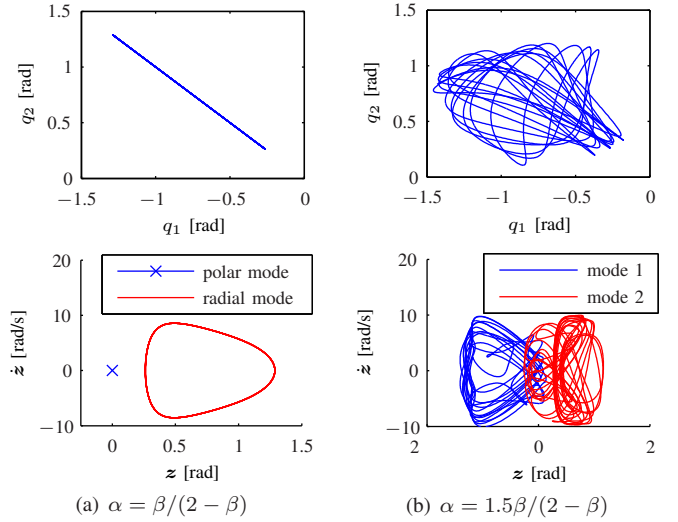 1.5
1
0.5
0
q₂ [rad]
−1.5 −1 −0.5 0
q₁ [rad]
1.5
1
0.5
0
q₂ [rad]
−1.5 −1 −0.5 0
q₁ [rad]
20
10
0
−10
ż [rad/s]
polar mode
radial mode
0 0.5 1 1.5
z [rad]
(a) α = β/(2 − β)
20
10
0
−10
ż [rad/s]
mode 1
mode 2
2 0 2
z [rad]
(b) α = 1.5β/(2 − β)